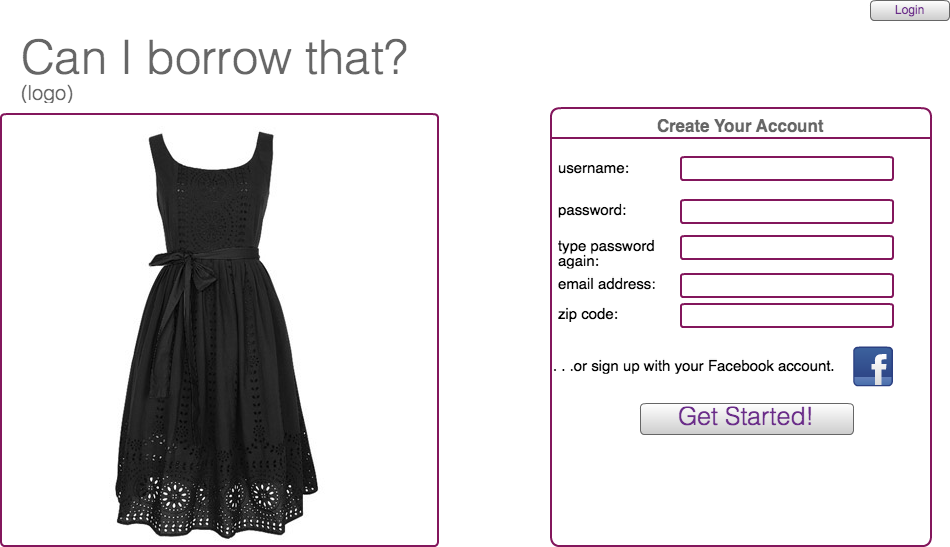 Login
Can I borrow that?
(logo)
Create Your Account
username:
password:
type password
again:
email address:
zip code:
. . .or sign up with your Facebook account.
f
Get Started!